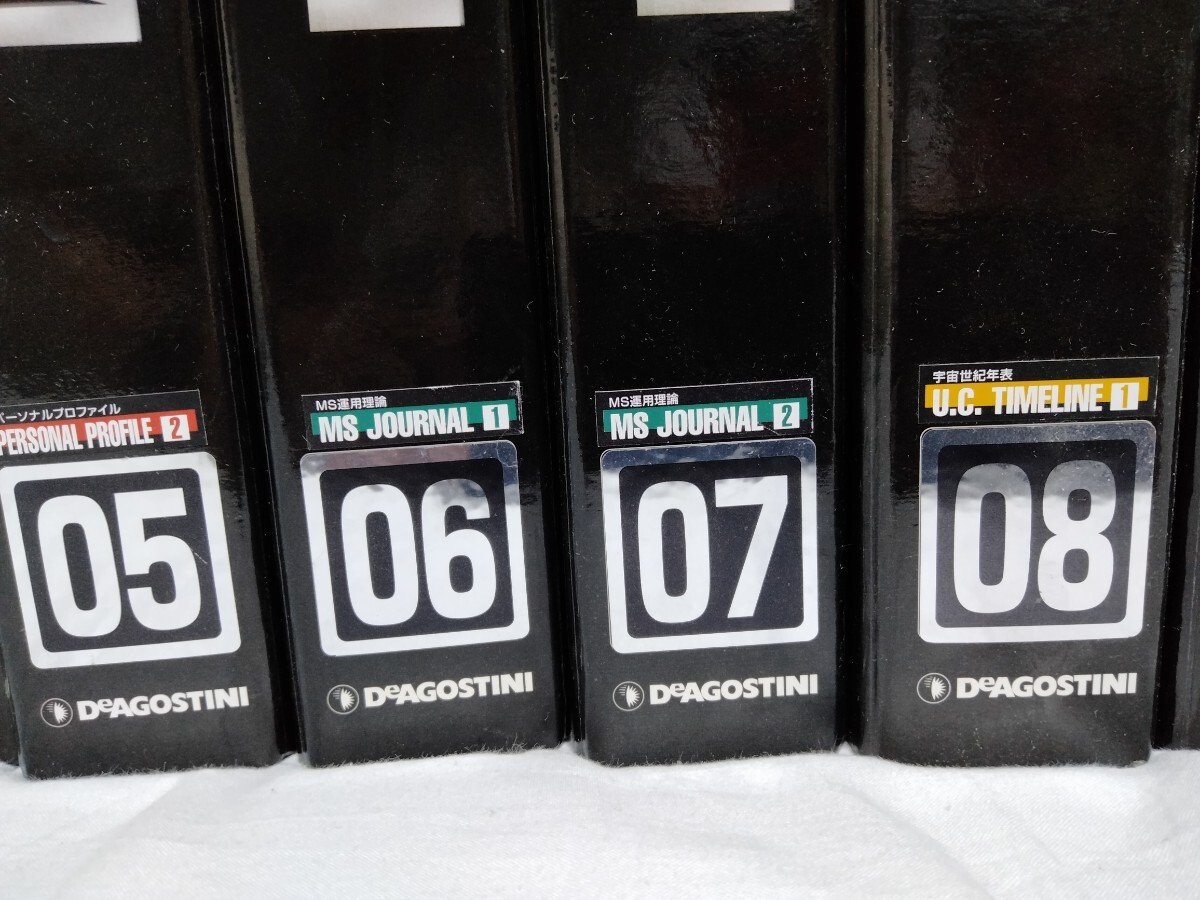 パーソナルプロファイル
PERSONAL PROFILE 2
05
DeAGOSTINI
MS運用理論
MS JOURNAL 1
06
DeAGOSTINI
MS運用理論
MS JOURNAL 2
07
DeAGOSTINI
宇宙世紀年表
U.C. TIMELINE 1
08
DeAGOSTINI